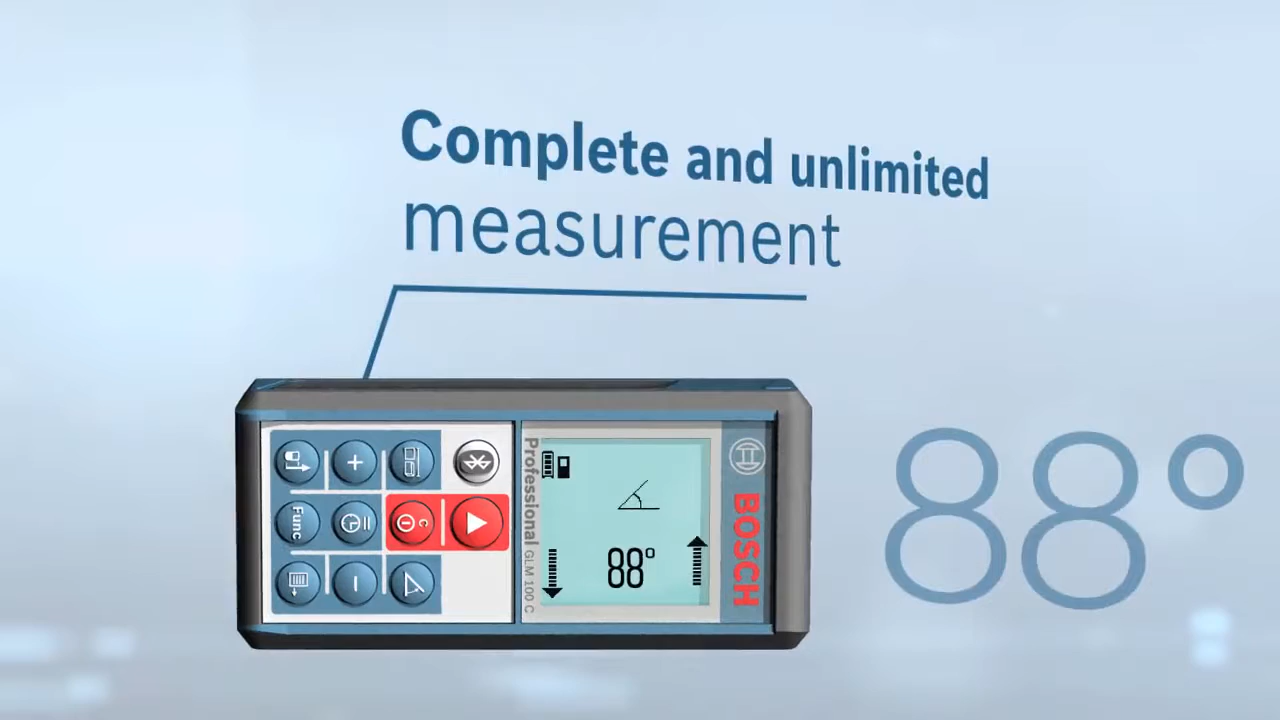 Complete and unlimited
measurement
Func
C
Professional GLM 100 C
88°
BOSCH
88°